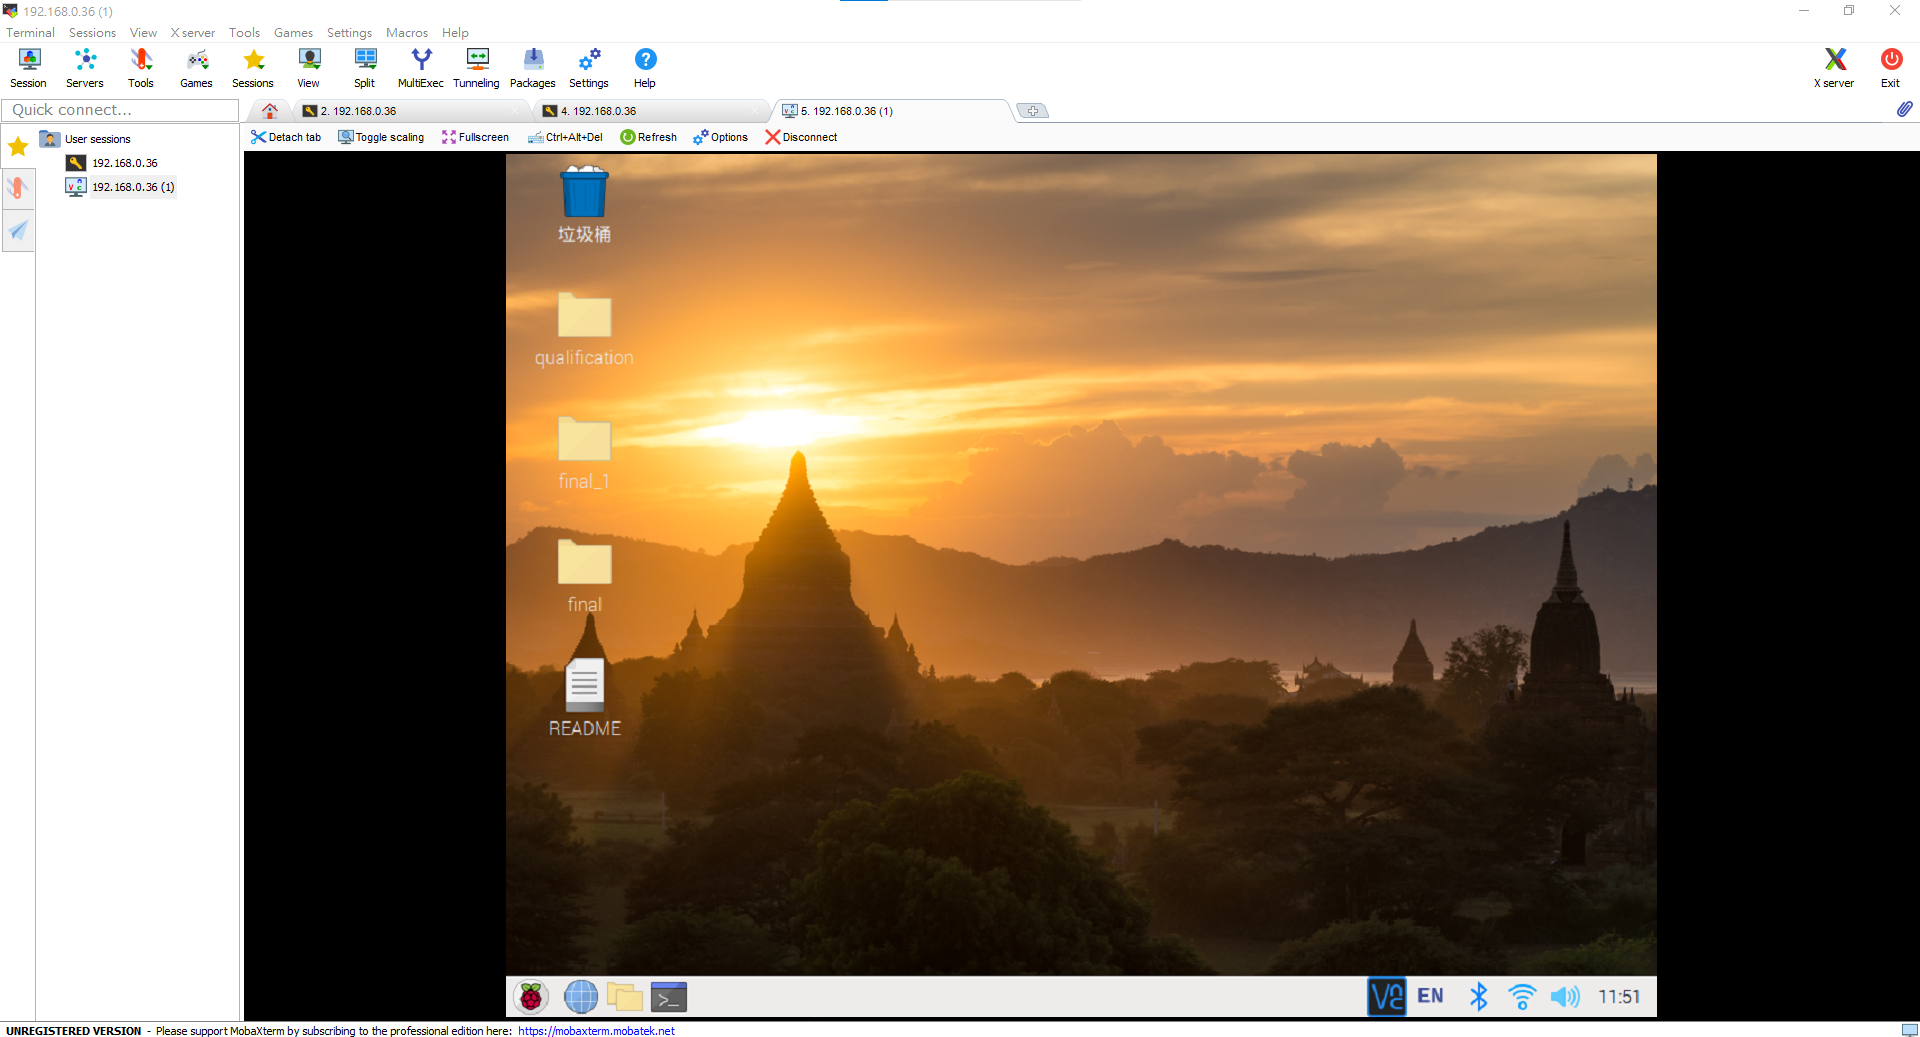 192.168.0.36 (1)
Terminal Sessions View X server Tools Games Settings Macros Help
Session Servers Tools Games Sessions View Split MultiExec Tunneling Packages Settings Help X server Exit
Quick connect... 2. 192.168.0.36 4. 192.168.0.36 5. 192.168.0.36 (1)
Detach tab Toggle scaling Fullscreen Ctrl+Alt+Del Refresh Options Disconnect
User sessions
192.168.0.36
192.168.0.36 (1)
垃圾桶
qualification
final_1
final
README
EN 11:51
UNREGISTERED VERSION - Please support MobaXterm by subscribing to the professional edition here: https://mobaxterm.mobatek.net